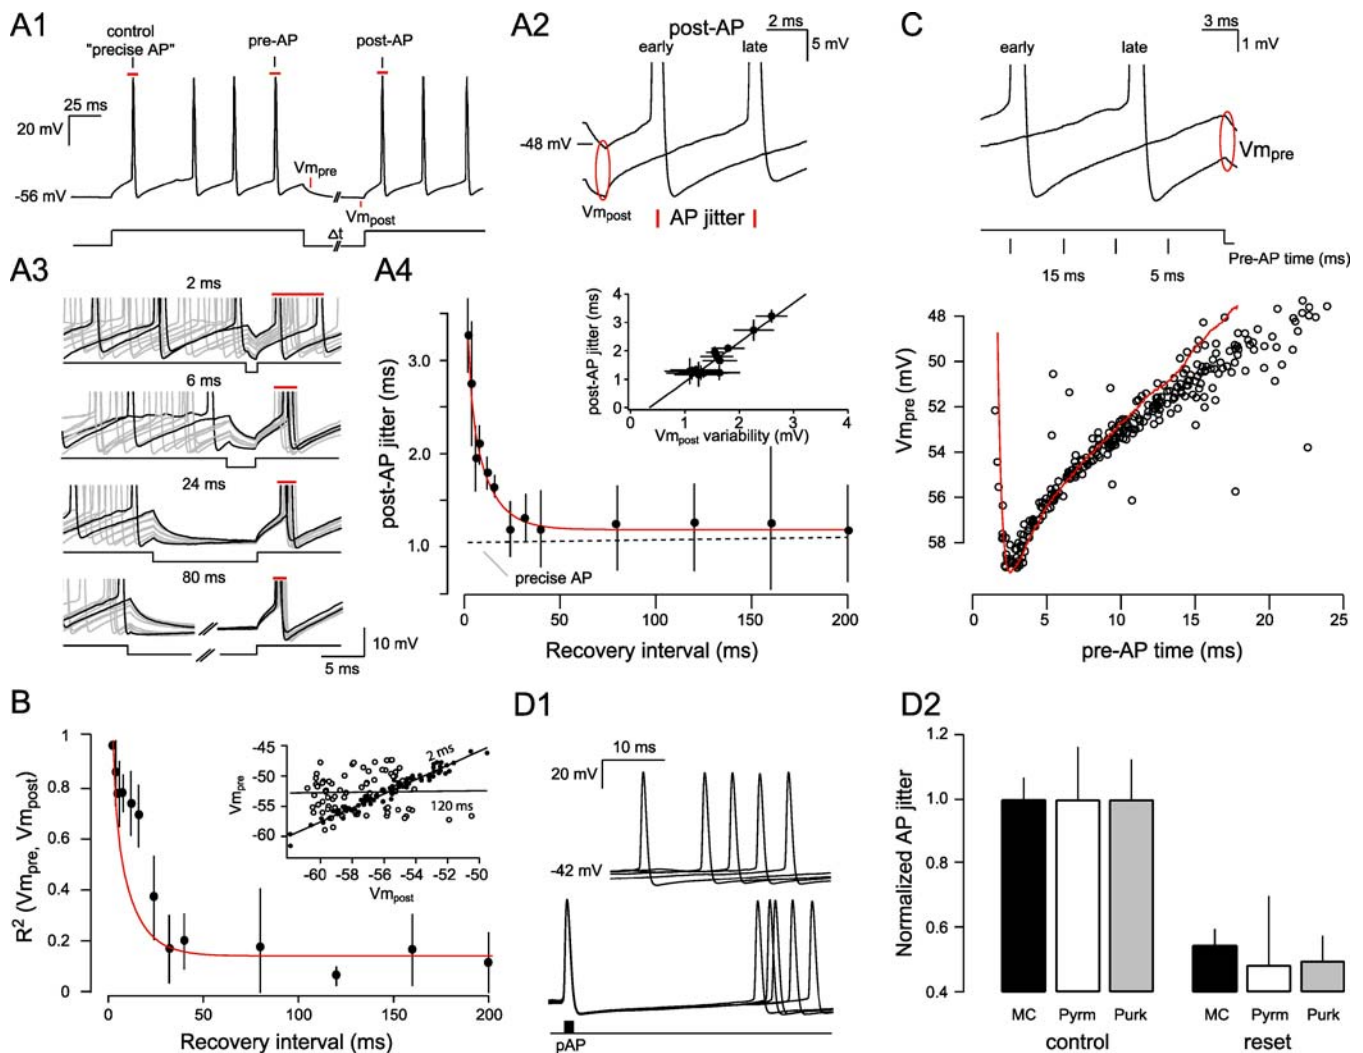 A1
control
"precise AP"
pre-AP
post-AP
25 ms
20 mV
-56 mV
Vmpre
Vmpost
Δt
A2
post-AP
early
late
2 ms
5 mV
-48 mV
Vmpost
AP jitter
C
3 ms
1 mV
early
late
Vmpre
Pre-AP time (ms)
15 ms
5 ms
A3
2 ms
6 ms
24 ms
80 ms
10 mV
5 ms
A4
post-AP jitter (ms)
3.0
2.0
1.0
precise AP
0
50
100
150
200
Recovery interval (ms)
post-AP jitter (ms)
4
3
2
1
0
1
2
3
4
Vmpost variability (mV)
Vmpre (mV)
48
50
52
54
56
58
0
5
10
15
20
25
pre-AP time (ms)
B
R2 (Vmpre, Vmpost)
1
0.8
0.6
0.4
0.2
0
0
50
100
150
200
Recovery interval (ms)
Vmpre
-45
-50
-55
-60
2 ms
120 ms
-60
-58
-56
-54
-52
-50
Vmpost
D1
10 ms
20 mV
-42 mV
pAP
D2
Normalized AP jitter
1.2
1.0
0.8
0.6
0.4
MC
Pyrm
Purk
MC
Pyrm
Purk
control
reset